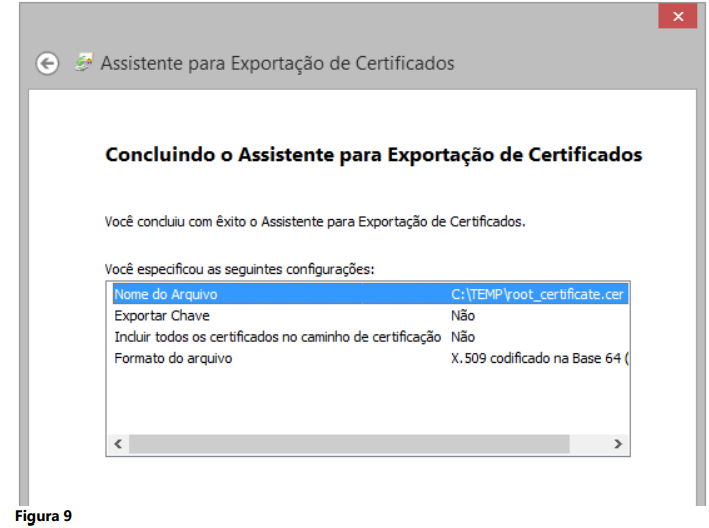 Assistente para Exportação de Certificados
Concluindo o Assistente para Exportação de Certificados
Você concluiu com êxito o Assistente para Exportação de Certificados.
Você especificou as seguintes configurações:
Nome do Arquivo C:\TEMP\root_certificate.cer
Exportar Chave Não
Incluir todos os certificados no caminho de certificação Não
Formato do arquivo X.509 codificado na Base 64 (
Figura 9